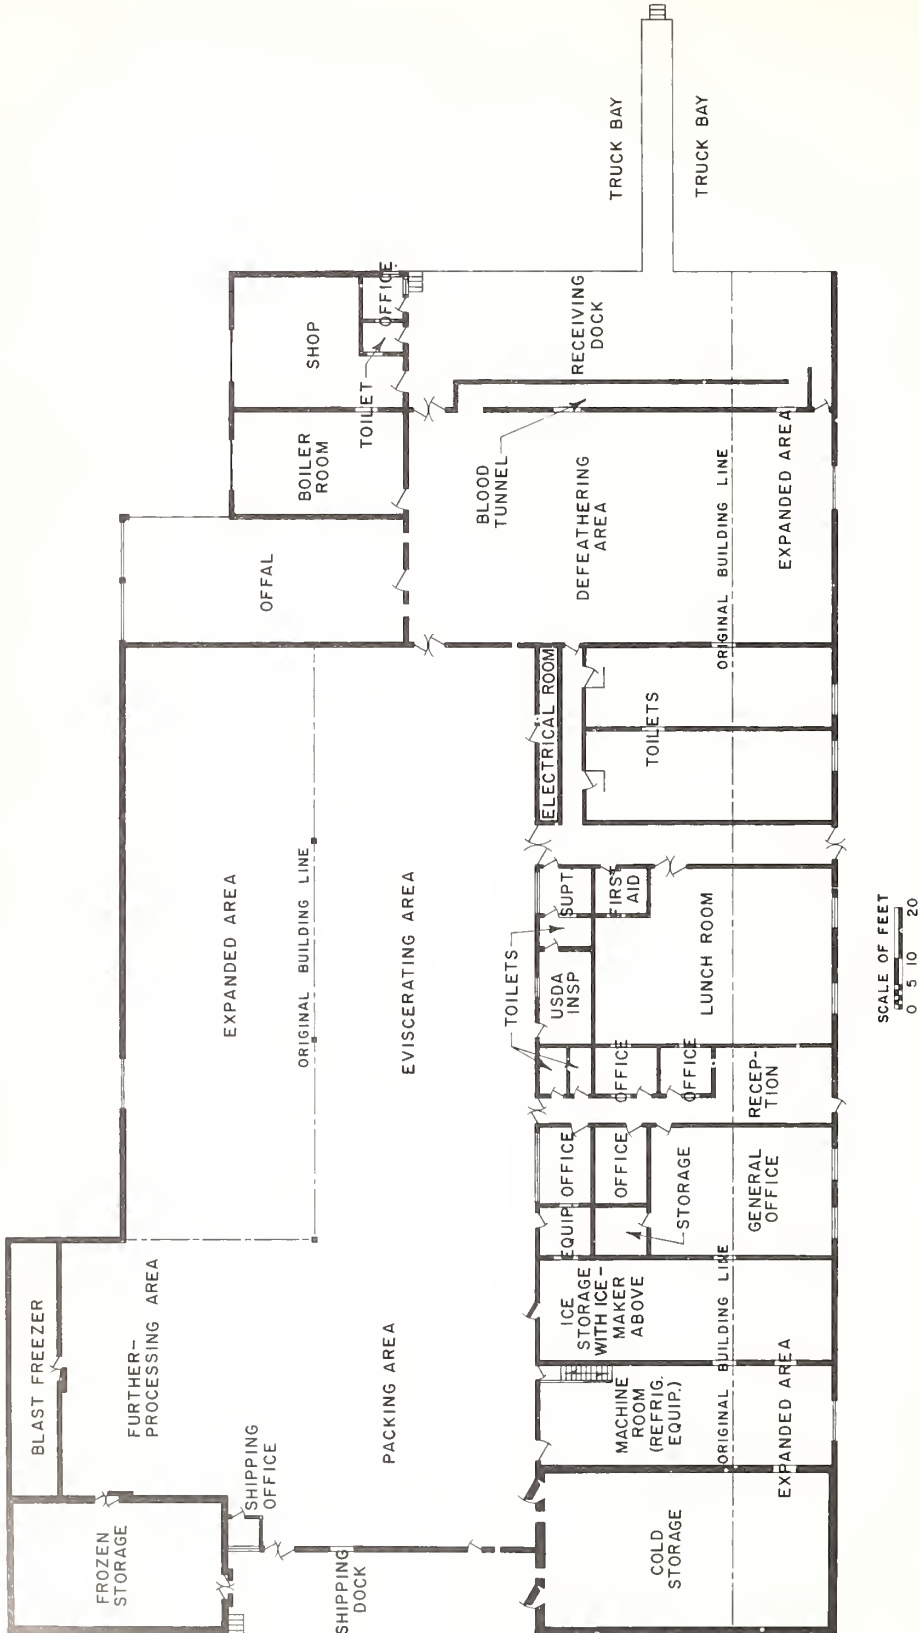 TRUCK BAY
TRUCK BAY
SHOP
OFFICE
TOILET
RECEIVING
DOCK
BOILER
ROOM
BLOOD
TUNNEL
DEFEATHERING
AREA
ORIGINAL BUILDING LINE
EXPANDED AREA
OFFAL
ELECTRICAL ROOM
TOILETS
EXPANDED AREA
ORIGINAL BUILDING LINE
EVISCERATING AREA
TOILETS
SUPT
FIRST
AID
USDA
INSP
LUNCH ROOM
OFFICE
OFFICE
RECEP-
TION
OFFICE
OFFICE
EQUIP
STORAGE
GENERAL
OFFICE
BLAST FREEZER
FURTHER-
PROCESSING AREA
PACKING AREA
ICE
STORAGE
WITH ICE-
MAKER
ABOVE
ORIGINAL BUILDING LINE
MACHINE
ROOM
(REFRIG.
EQUIP.)
EXPANDED AREA
SHIPPING
OFFICE
FROZEN
STORAGE
SHIPPING
DOCK
COLD
STORAGE
SCALE OF FEET
0 5 10 20